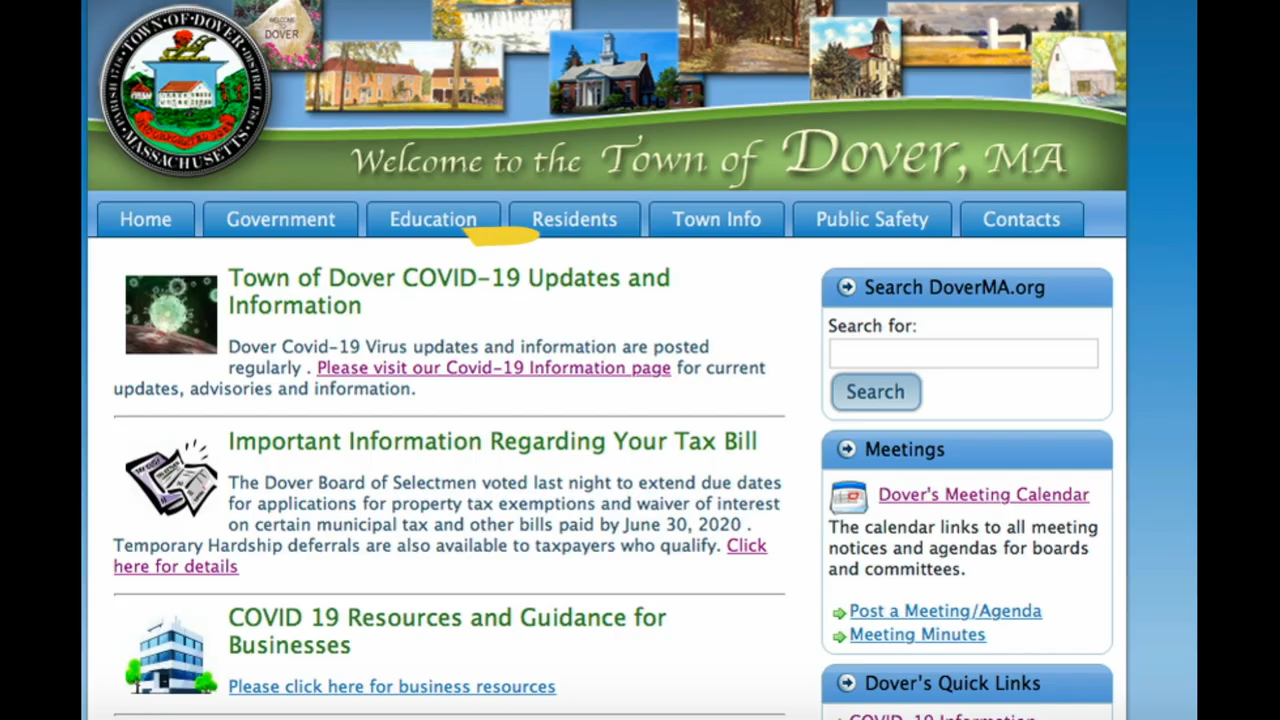 TOWN·OF·DOVER
MASSACHUSETTS
WELCOME
TO
DOVER
Welcome to the Town of Dover, MA
Home Government Education Residents Town Info Public Safety Contacts
Town of Dover COVID-19 Updates and
Information
Dover Covid-19 Virus updates and information are posted
regularly . Please visit our Covid-19 Information page for current
updates, advisories and information.
Important Information Regarding Your Tax Bill
The Dover Board of Selectmen voted last night to extend due dates
for applications for property tax exemptions and waiver of interest
on certain municipal tax and other bills paid by June 30, 2020 .
Temporary Hardship deferrals are also available to taxpayers who qualify. Click
here for details
COVID 19 Resources and Guidance for
Businesses
Please click here for business resources
Search DoverMA.org
Search for:
Search
Meetings
Dover's Meeting Calendar
The calendar links to all meeting
notices and agendas for boards
and committees.
Post a Meeting/Agenda
Meeting Minutes
Dover's Quick Links
COVID-19 Information